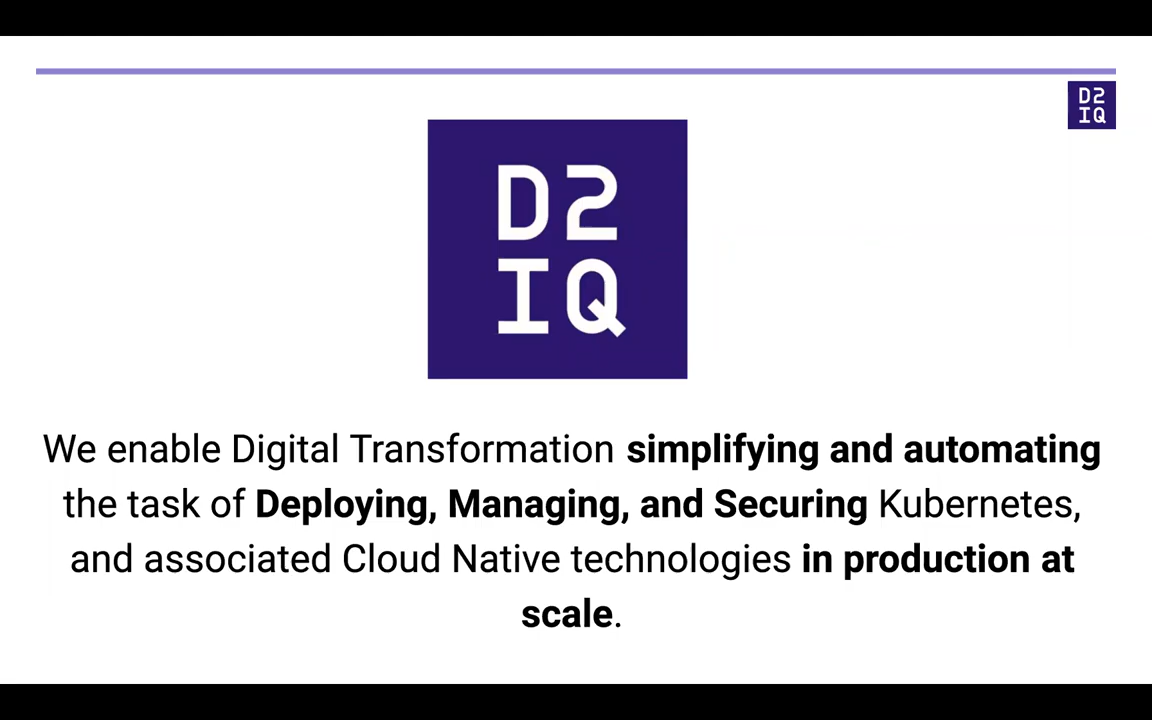 D2
IQ
D2
IQ
We enable Digital Transformation simplifying and automating
the task of Deploying, Managing, and Securing Kubernetes,
and associated Cloud Native technologies in production at
scale.